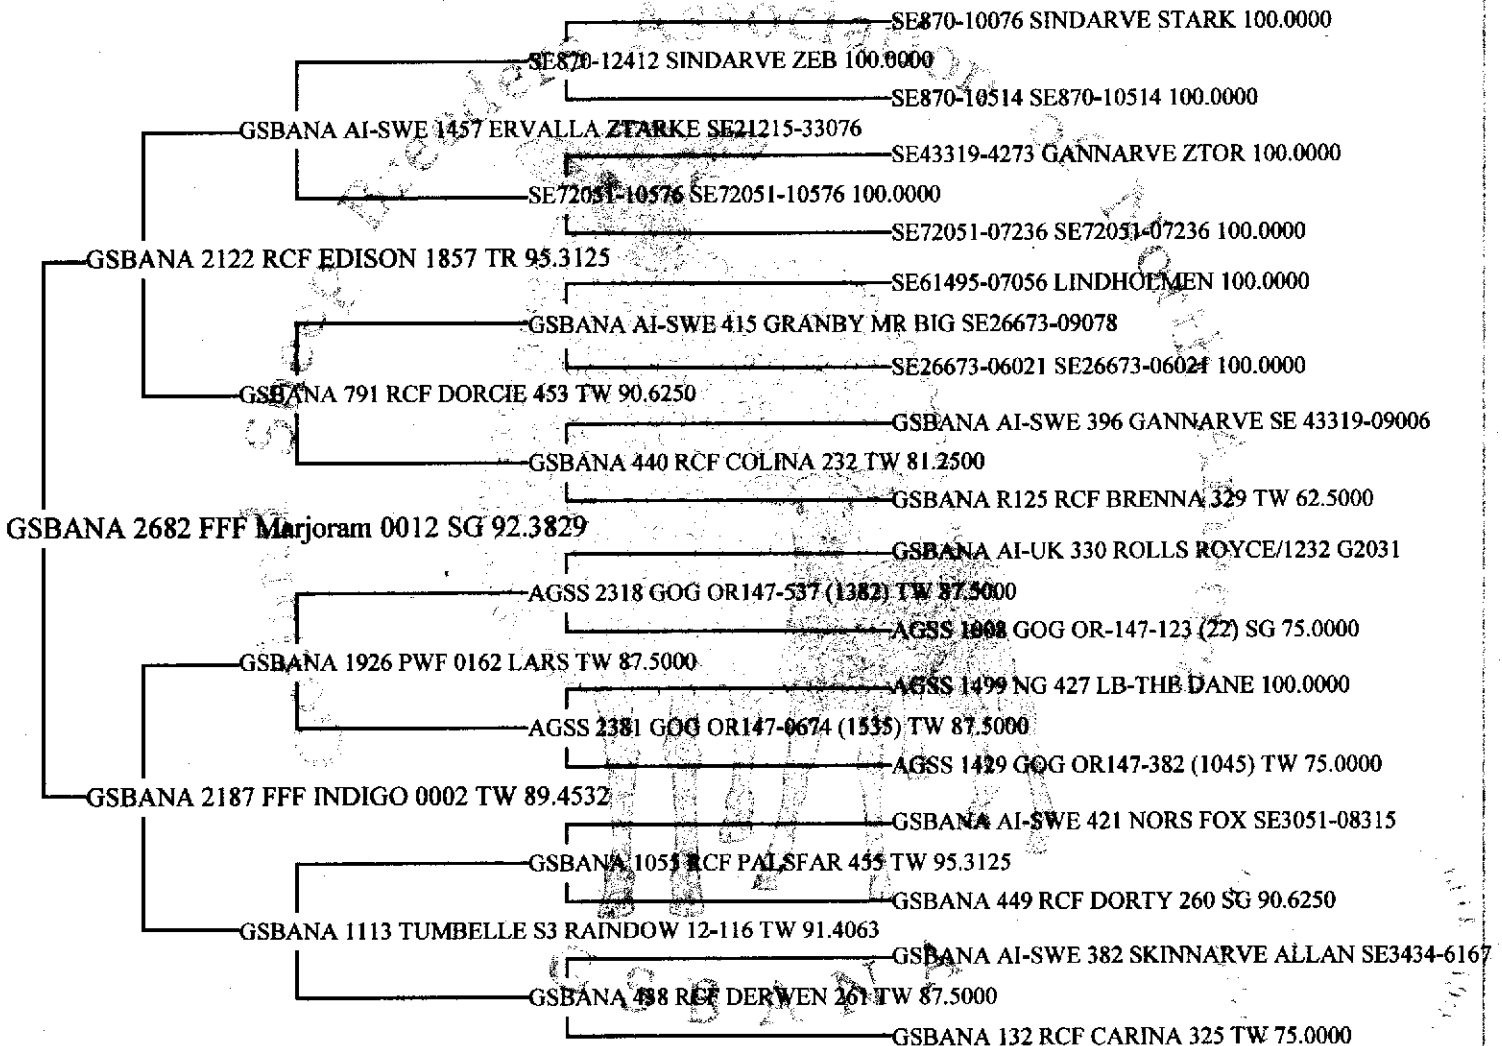 SE870-10076 SINDARVE STARK 100.0000
SE870-12412 SINDARVE ZEB 100.0000
SE870-10514 SE870-10514 100.0000
GSBANA AI-SWE 1457 ERVALLA ZTARKE SE21215-33076
SE43319-4273 GANNARVE ZTOR 100.0000
SE72051-10576 SE72051-10576 100.0000
SE72051-07236 SE72051-07236 100.0000
GSBANA 2122 RCF EDISON 1857 TR 95.3125
SE61495-07056 LINDHOLMEN 100.0000
GSBANA AI-SWE 415 GRANBY MR BIG SE26673-09078
SE26673-06021 SE26673-06021 100.0000
GSBANA 791 RCF DORCIE 453 TW 90.6250
GSBANA AI-SWE 396 GANNARVE SE 43319-09006
GSBANA 440 RCF COLINA 232 TW 81.2500
GSBANA R125 RCF BRENNA 329 TW 62.5000
GSBANA 2682 FFF Marjoram 0012 SG 92.3829
GSBANA AI-UK 330 ROLLS ROYCE/1232 G2031
AGSS 2318 GOG OR147-537 (1382) TW 87.5000
AGSS 1008 GOG OR-147-123 (22) SG 75.0000
GSBANA 1926 PWF 0162 LARS TW 87.5000
AGSS 1499 NG 427 LB-THE DANE 100.0000
AGSS 2381 GOG OR147-0674 (1535) TW 87.5000
AGSS 1429 GOG OR147-382 (1045) TW 75.0000
GSBANA 2187 FFF INDIGO 0002 TW 89.4532
GSBANA AI-SWE 421 NORS FOX SE3051-08315
GSBANA 1055 RCF PALSFAR 455 TW 95.3125
GSBANA 449 RCF DORTY 260 SG 90.6250
GSBANA 1113 TUMBELLE S3 RAINDOW 12-116 TW 91.4063
GSBANA AI-SWE 382 SKINNARVE ALLAN SE3434-6167
GSBANA 438 RCF DERWEN 261 TW 87.5000
GSBANA 132 RCF CARINA 325 TW 75.0000
GSBANA